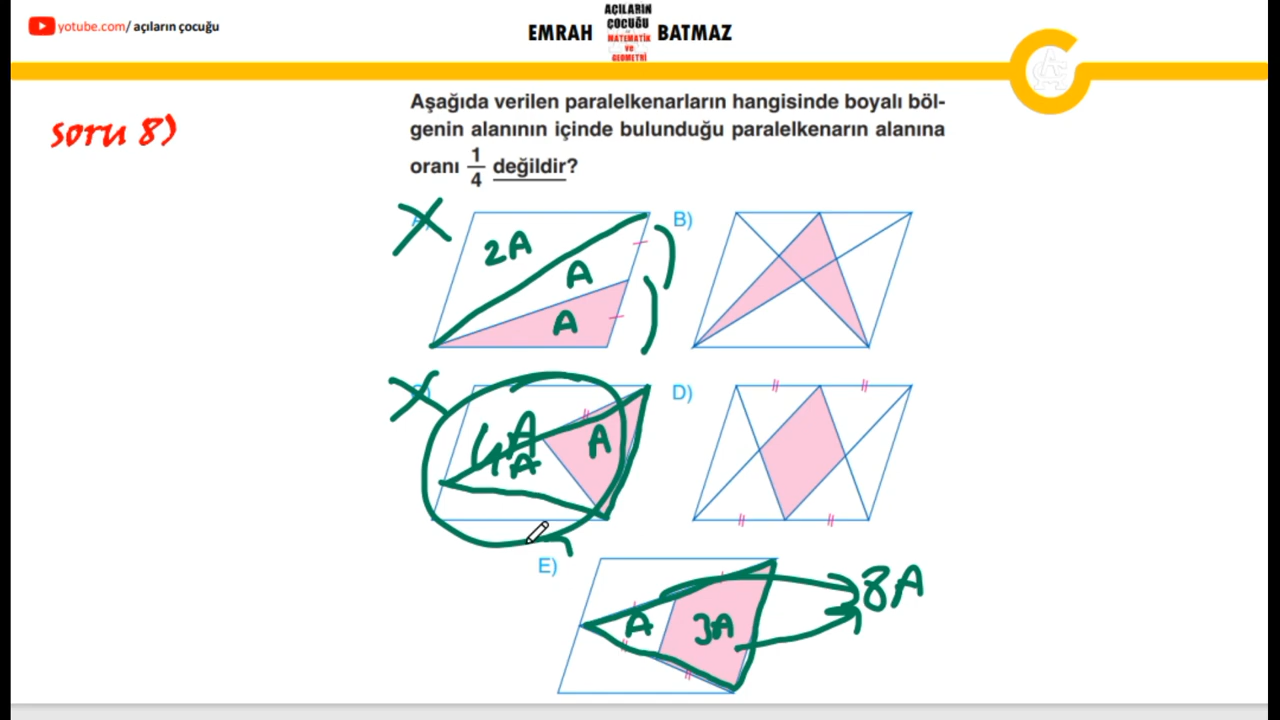 yotube.com/ açıların çocuğu
EMRAH
AÇILARIN
ÇOCUĞU
MATEMATİK
ve
GEOMETRİ
BATMAZ
soru 8)
Aşağıda verilen paralelkenarların hangisinde boyalı böl-
genin alanının içinde bulunduğu paralelkenarın alanına
oranı 1/4 değildir?
2A
A
A
B)
4A
A
A
D)
E)
A
3A
8A